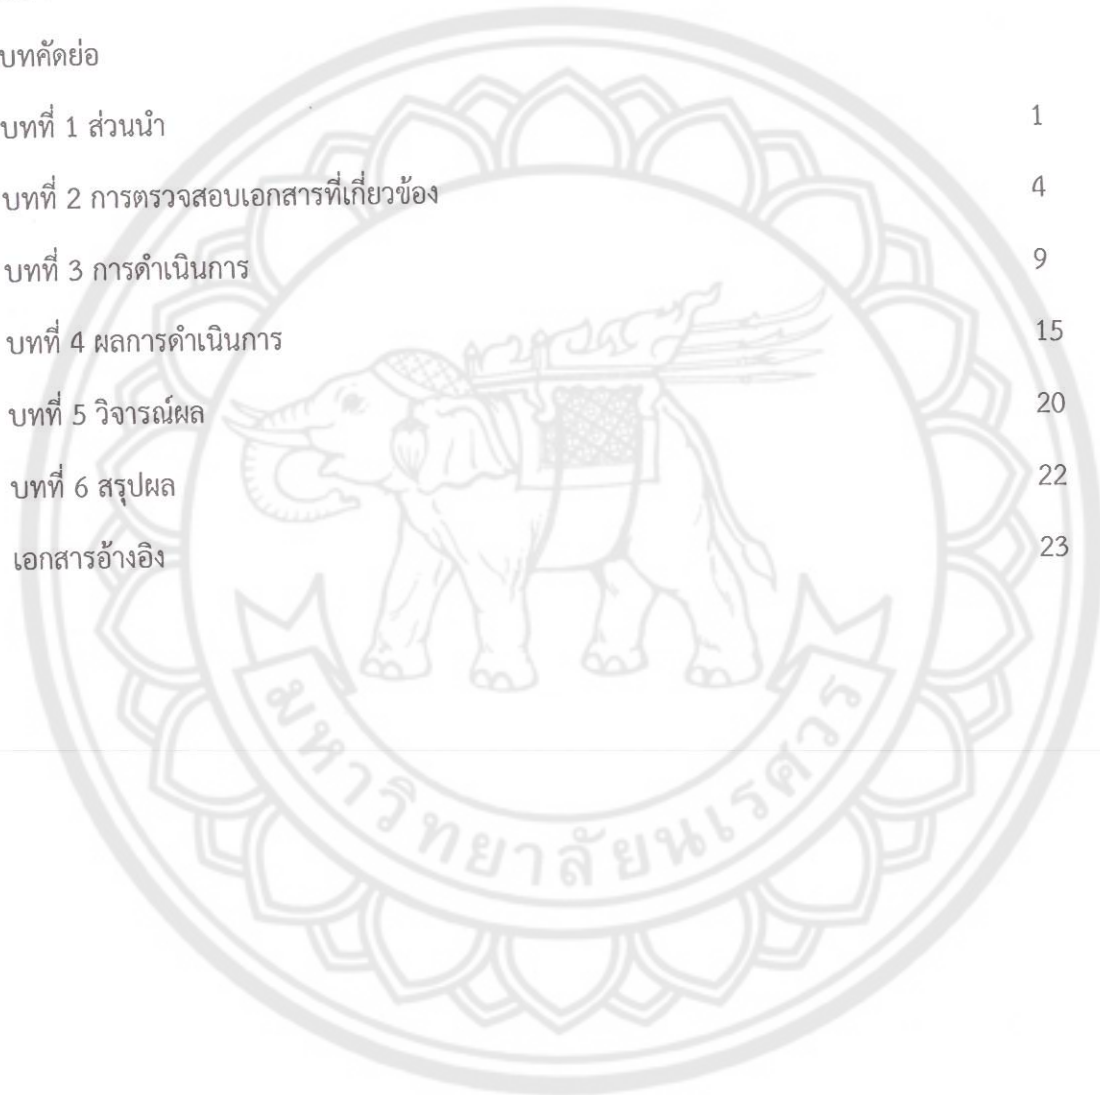 บทคัดย่อ
บทที่ 1 ส่วนนำ 1
บทที่ 2 การตรวจสอบเอกสารที่เกี่ยวข้อง 4
บทที่ 3 การดำเนินการ 9
บทที่ 4 ผลการดำเนินการ 15
บทที่ 5 วิจารณ์ผล 20
บทที่ 6 สรุปผล 22
เอกสารอ้างอิง 23
มหาวิทยาลัยนเรศวร